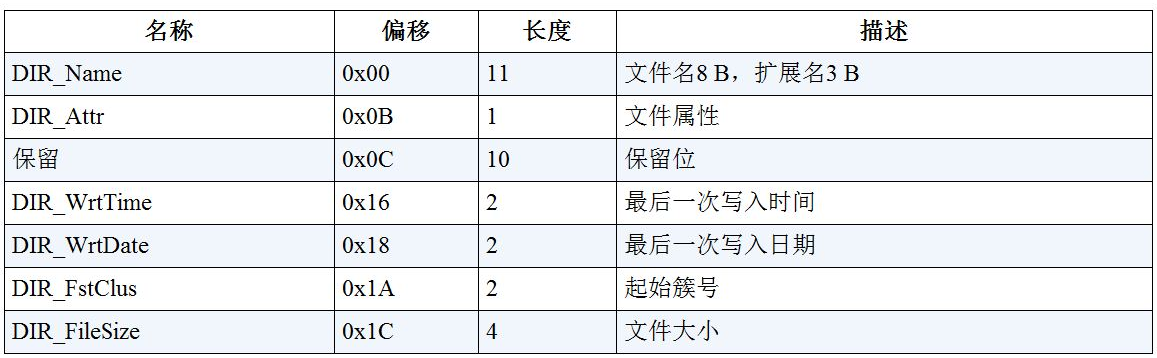 名称 偏移 长度 描述
DIR_Name 0x00 11 文件名8 B，扩展名3 B
DIR_Attr 0x0B 1 文件属性
保留 0x0C 10 保留位
DIR_WrtTime 0x16 2 最后一次写入时间
DIR_WrtDate 0x18 2 最后一次写入日期
DIR_FstClus 0x1A 2 起始簇号
DIR_FileSize 0x1C 4 文件大小